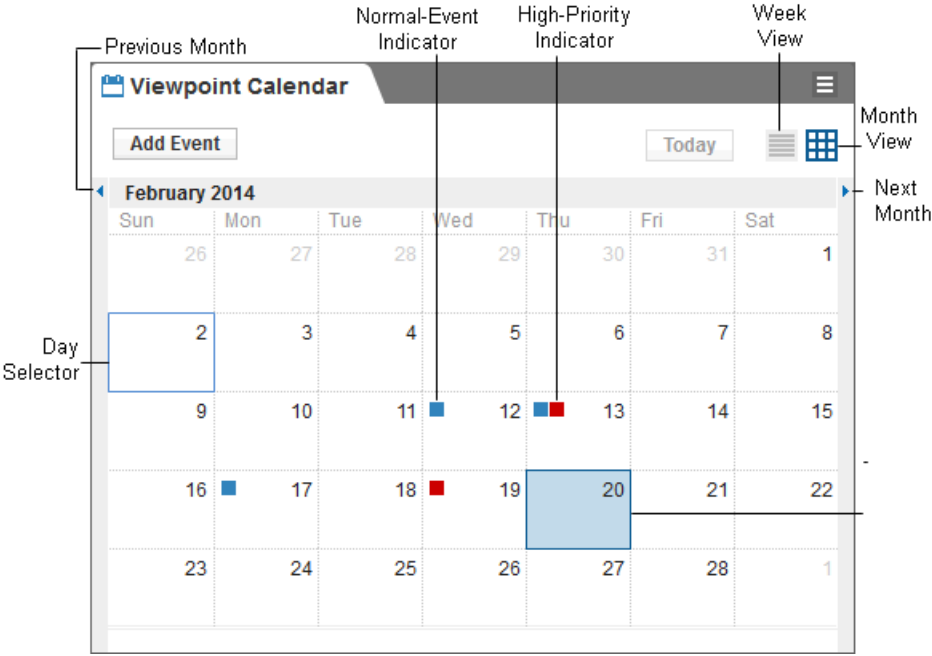 Normal-Event Indicator
High-Priority Indicator
Week View
Previous Month
Viewpoint Calendar
Month View
Add Event
Today
February 2014
Next Month
Sun Mon Tue Wed Thu Fri Sat
26 27 28 29 30 31 1
2 3 4 5 6 7 8
Day Selector
9 10 11 12 13 14 15
16 17 18 19 20 21 22
-
23 24 25 26 27 28 1